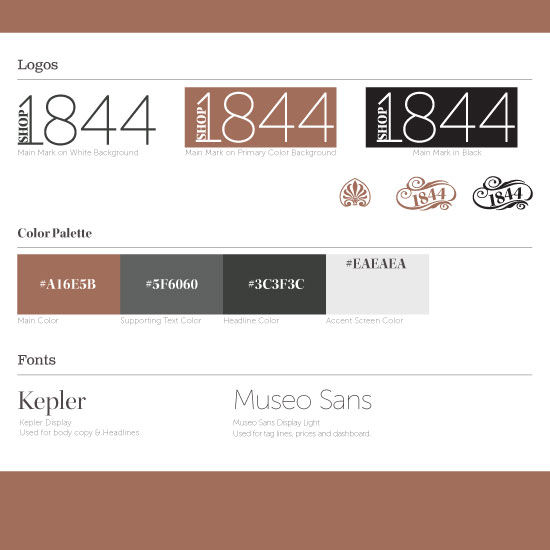 Logos
SHOP 1844
SHOP 1844
SHOP 1844
Main Mark on White Background
Main Mark on Primary Color Background
Main Mark in Black
1844
1844
Color Palette
#A16E5B
#5F6060
#3C3F3C
#EAEAEA
Main Color
Supporting Text Color
Headline Color
Accent Screen Color
Fonts
Kepler
Kepler Display
Used for body copy & Headlines
Museo Sans
Museo Sans Display Light
Used for tag lines, prices and dashboard.